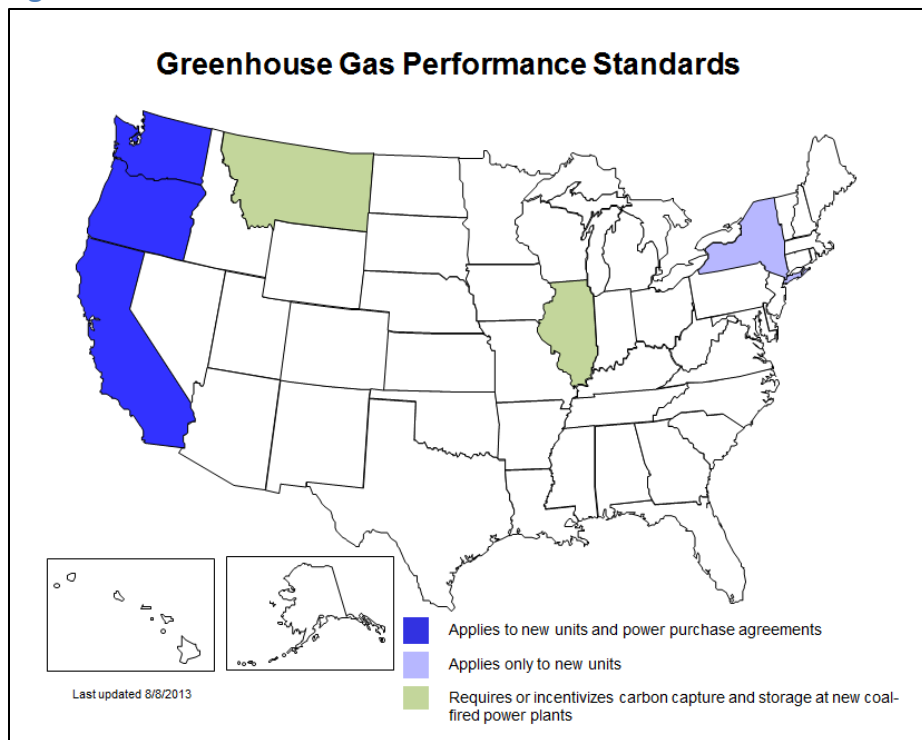 Greenhouse Gas Performance Standards
Applies to new units and power purchase agreements
Applies only to new units
Last updated 8/8/2013
Requires or incentivizes carbon capture and storage at new coal-
fired power plants